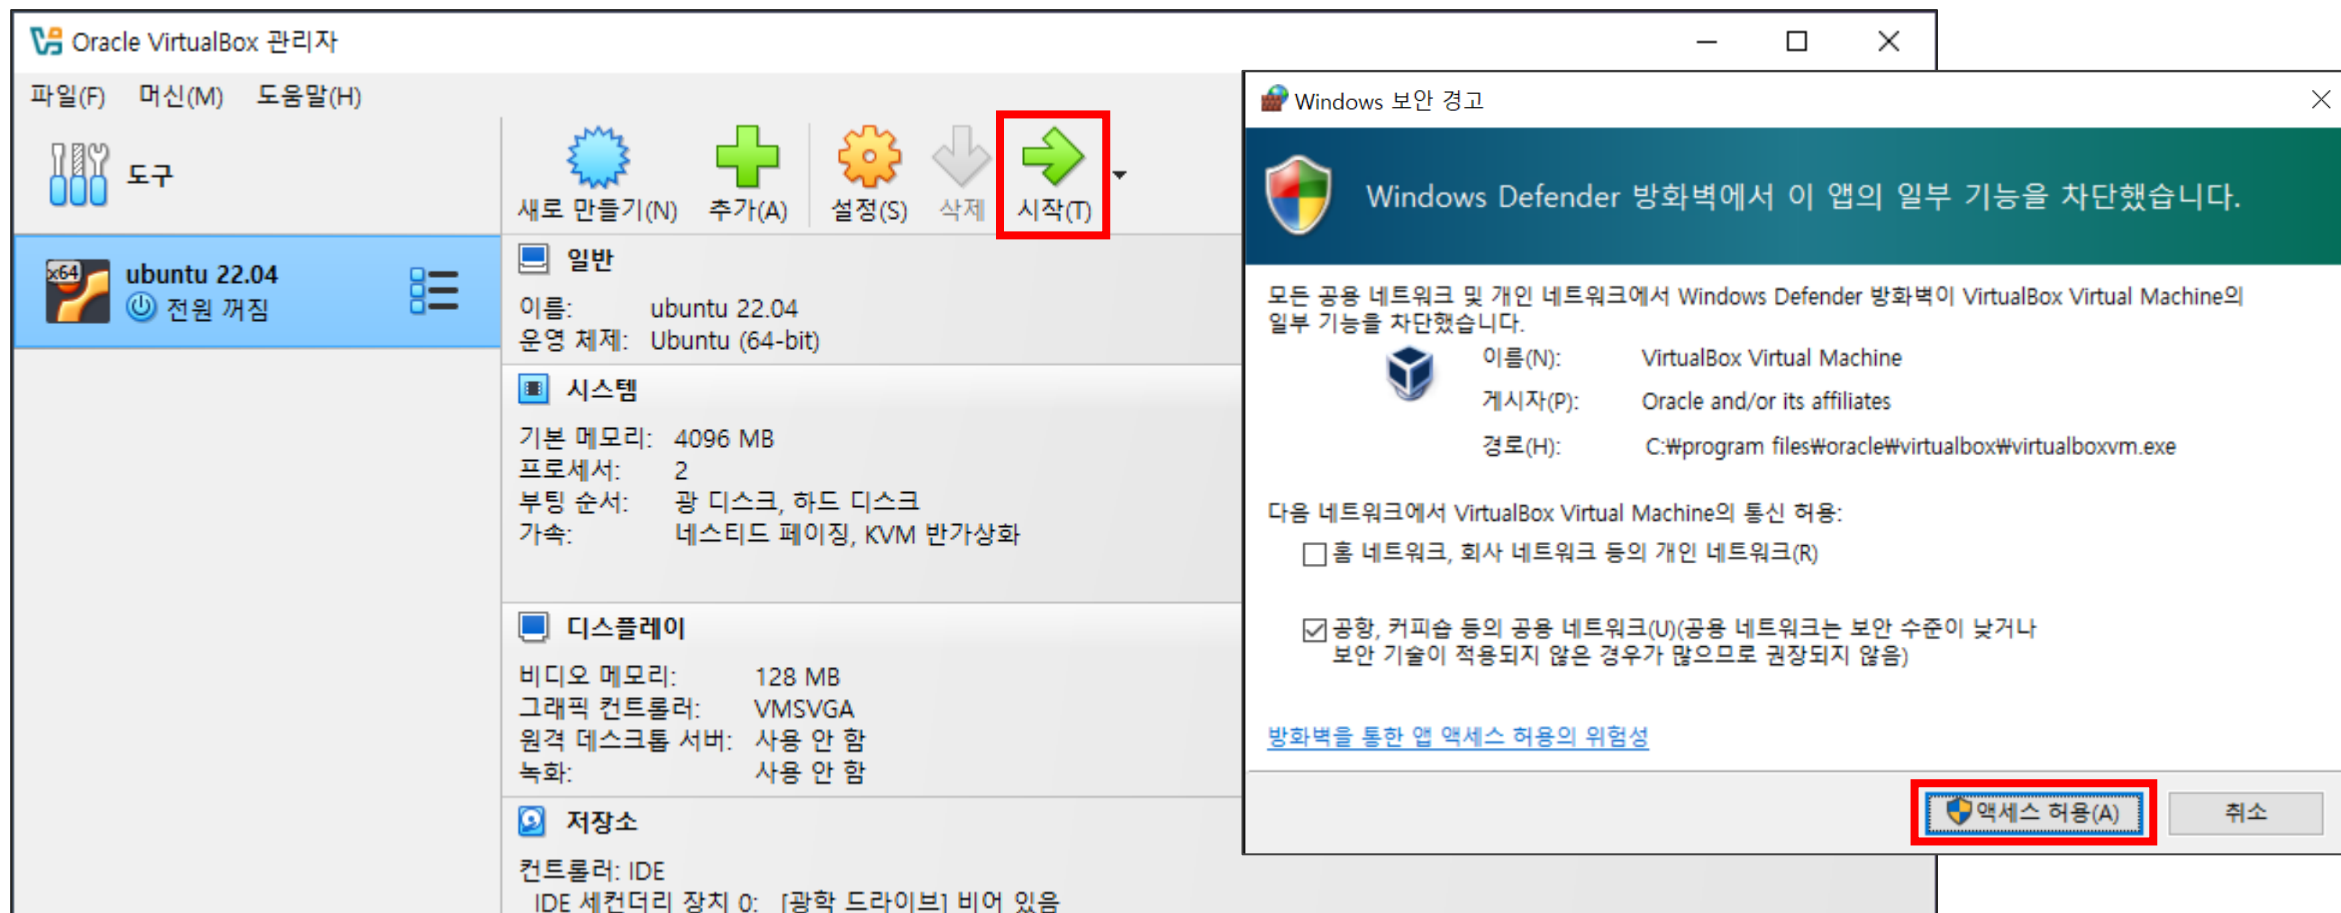 Oracle VirtualBox 관리자
파일(F) 머신(M) 도움말(H)
도구
새로 만들기(N) 추가(A) 설정(S) 삭제 시작(T)
x64
ubuntu 22.04
전원 꺼짐
일반
이름: ubuntu 22.04
운영 체제: Ubuntu (64-bit)
시스템
기본 메모리: 4096 MB
프로세서: 2
부팅 순서: 광 디스크, 하드 디스크
가속: 네스티드 페이징, KVM 반가상화
디스플레이
비디오 메모리: 128 MB
그래픽 컨트롤러: VMSVGA
원격 데스크톱 서버: 사용 안 함
녹화: 사용 안 함
저장소
컨트롤러: IDE
IDE 세컨더리 장치 0: [광학 드라이브] 비어 있음
Windows 보안 경고
Windows Defender 방화벽에서 이 앱의 일부 기능을 차단했습니다.
모든 공용 네트워크 및 개인 네트워크에서 Windows Defender 방화벽이 VirtualBox Virtual Machine의
일부 기능을 차단했습니다.
이름(N): VirtualBox Virtual Machine
게시자(P): Oracle and/or its affiliates
경로(H): C:₩program files₩oracle₩virtualbox₩virtualboxvm.exe
다음 네트워크에서 VirtualBox Virtual Machine의 통신 허용:
홈 네트워크, 회사 네트워크 등의 개인 네트워크(R)
공항, 커피숍 등의 공용 네트워크(U)(공용 네트워크는 보안 수준이 낮거나
보안 기술이 적용되지 않은 경우가 많으므로 권장되지 않음)
방화벽을 통한 앱 액세스 허용의 위험성
액세스 허용(A) 취소